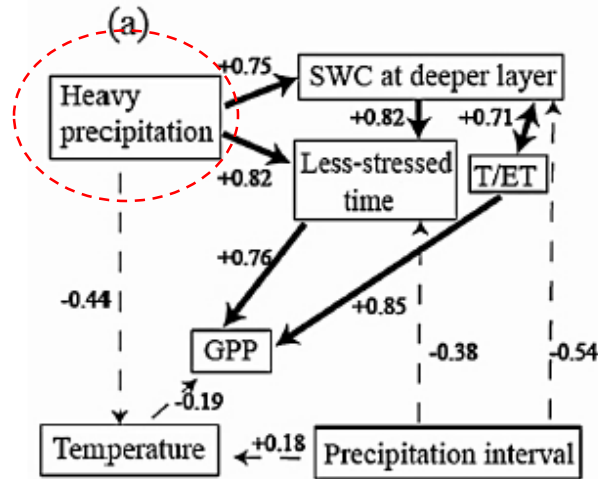 (a)
+0.75
SWC at deeper layer
Heavy
precipitation
+0.82
+0.71
+0.82
Less-stressed
time
T/ET
+0.76
-0.44
+0.85
GPP
-0.38
-0.54
-0.19
Temperature
+0.18
Precipitation interval